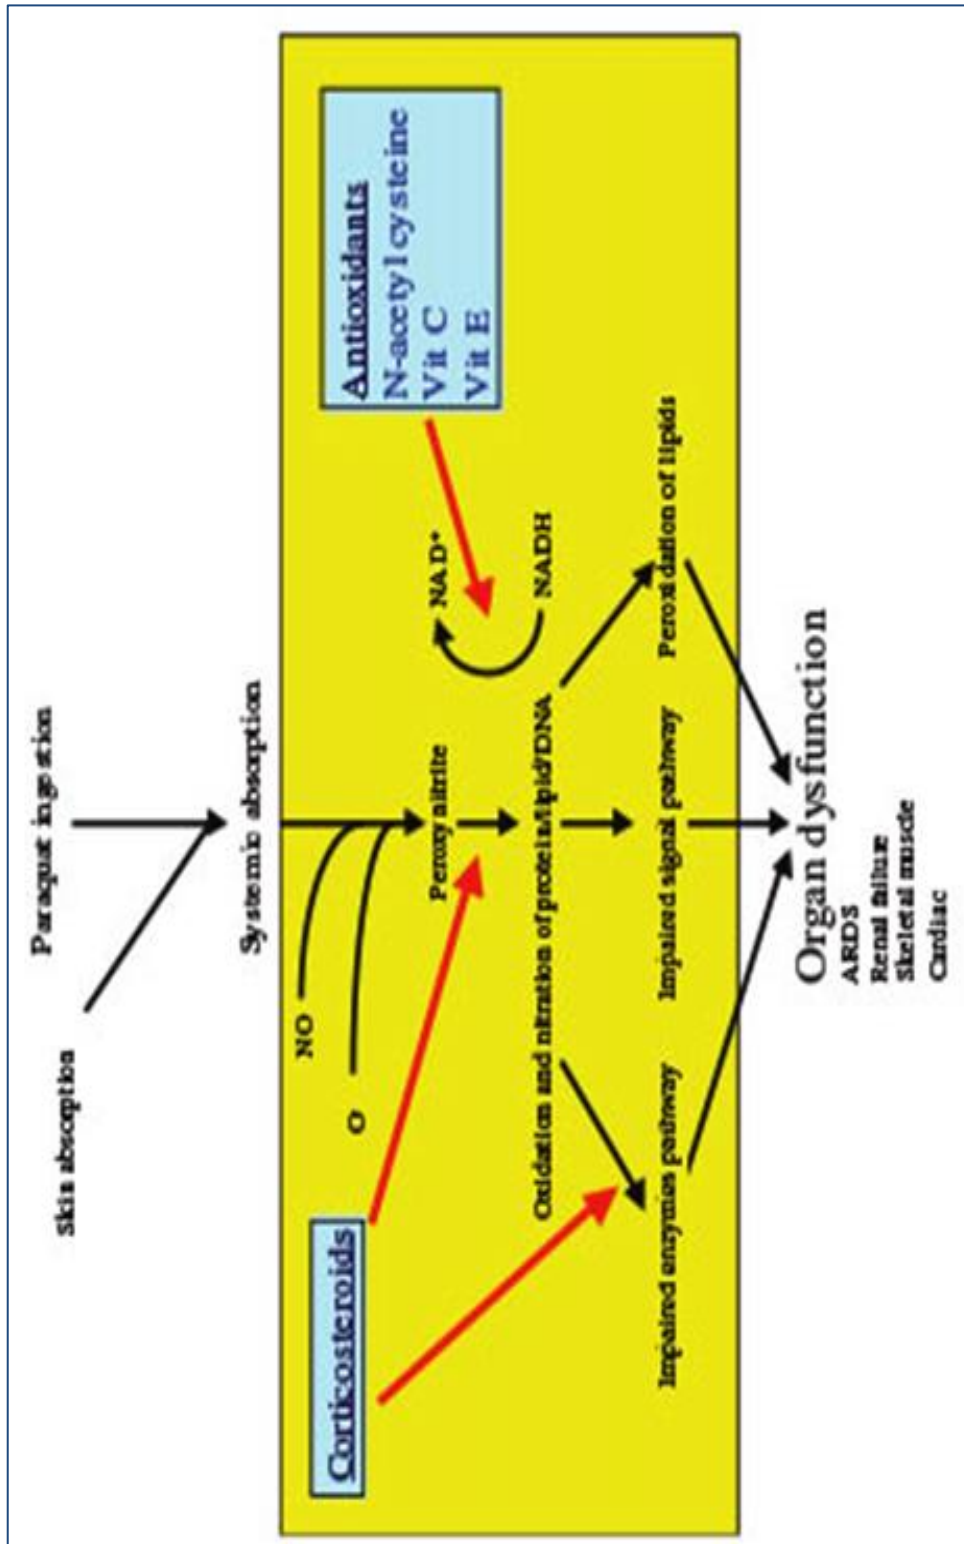 Paraquat ingestion
Skin absorption
Systemic absorption
NO
O
Corticosteroids
Antioxidants
N-acetyl cysteine
Vit C
Vit E
Peroxynitrite
NAD+
NADH
Oxidation and nitration of protein/lipid/DNA
Impaired enzymes pathway
Impaired signal pathway
Peroxidation of lipids
Organ dysfunction
ARDS
Renal failure
Skeletal muscle
Cardiac